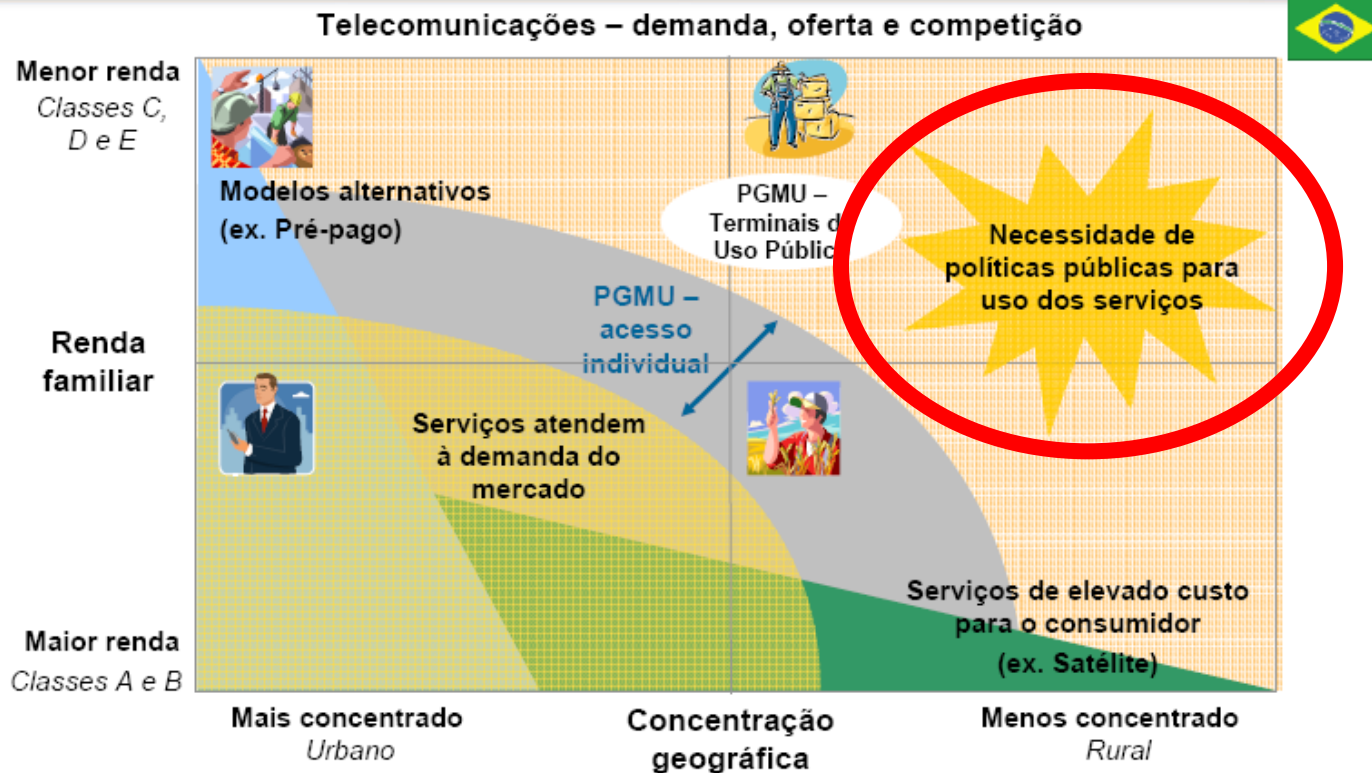 Telecomunicações – demanda, oferta e competição
Menor renda
Classes C,
D e E
Modelos alternativos
(ex. Pré-pago)
PGMU –
Terminais d
Uso Públic
Necessidade de
políticas públicas para
uso dos serviços
PGMU –
acesso
individual
Renda
familiar
Serviços atendem
à demanda do
mercado
Serviços de elevado custo
para o consumidor
(ex. Satélite)
Maior renda
Classes A e B
Mais concentrado
Urbano
Concentração
geográfica
Menos concentrado
Rural